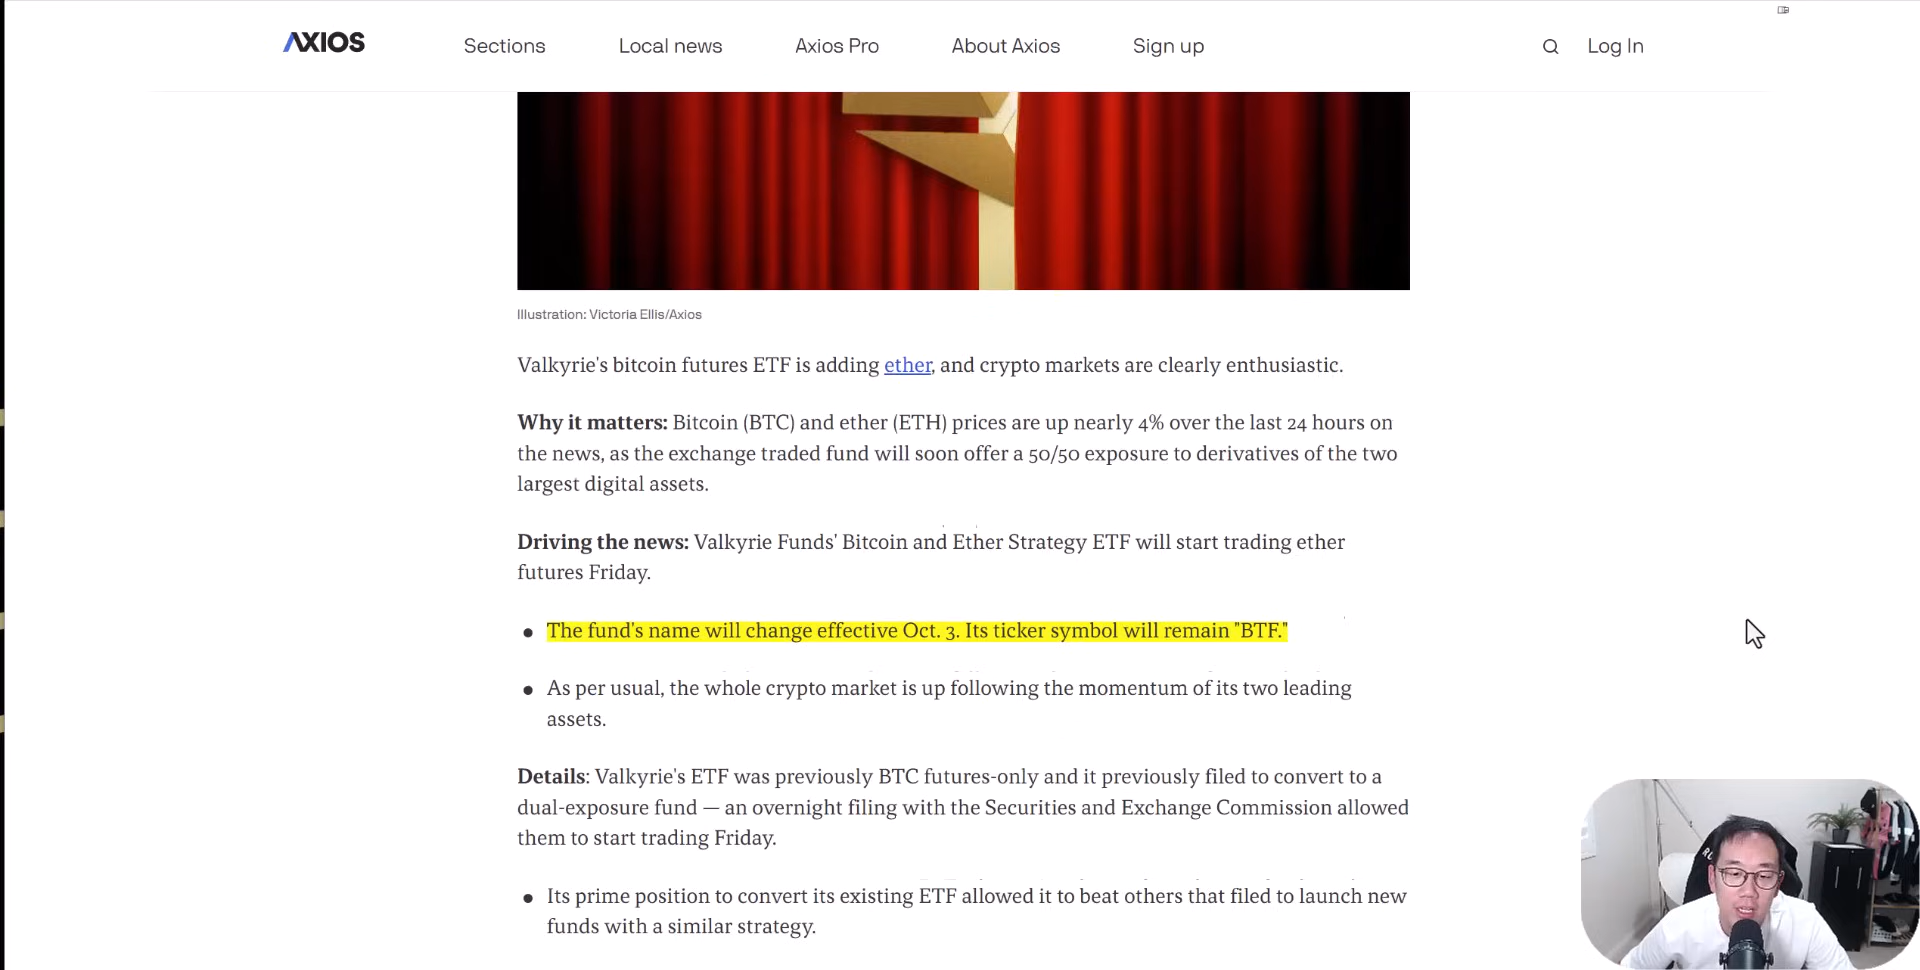 AXIOS Sections Local news Axios Pro About Axios Sign up Log In
Illustration: Victoria Ellis/Axios
Valkyrie's bitcoin futures ETF is adding ether, and crypto markets are clearly enthusiastic.
Why it matters: Bitcoin (BTC) and ether (ETH) prices are up nearly 4% over the last 24 hours on
the news, as the exchange traded fund will soon offer a 50/50 exposure to derivatives of the two
largest digital assets.
Driving the news: Valkyrie Funds' Bitcoin and Ether Strategy ETF will start trading ether
futures Friday.
• The fund's name will change effective Oct. 3. Its ticker symbol will remain "BTF."
• As per usual, the whole crypto market is up following the momentum of its two leading
assets.
Details: Valkyrie's ETF was previously BTC futures-only and it previously filed to convert to a
dual-exposure fund — an overnight filing with the Securities and Exchange Commission allowed
them to start trading Friday.
• Its prime position to convert its existing ETF allowed it to beat others that filed to launch new
funds with a similar strategy.